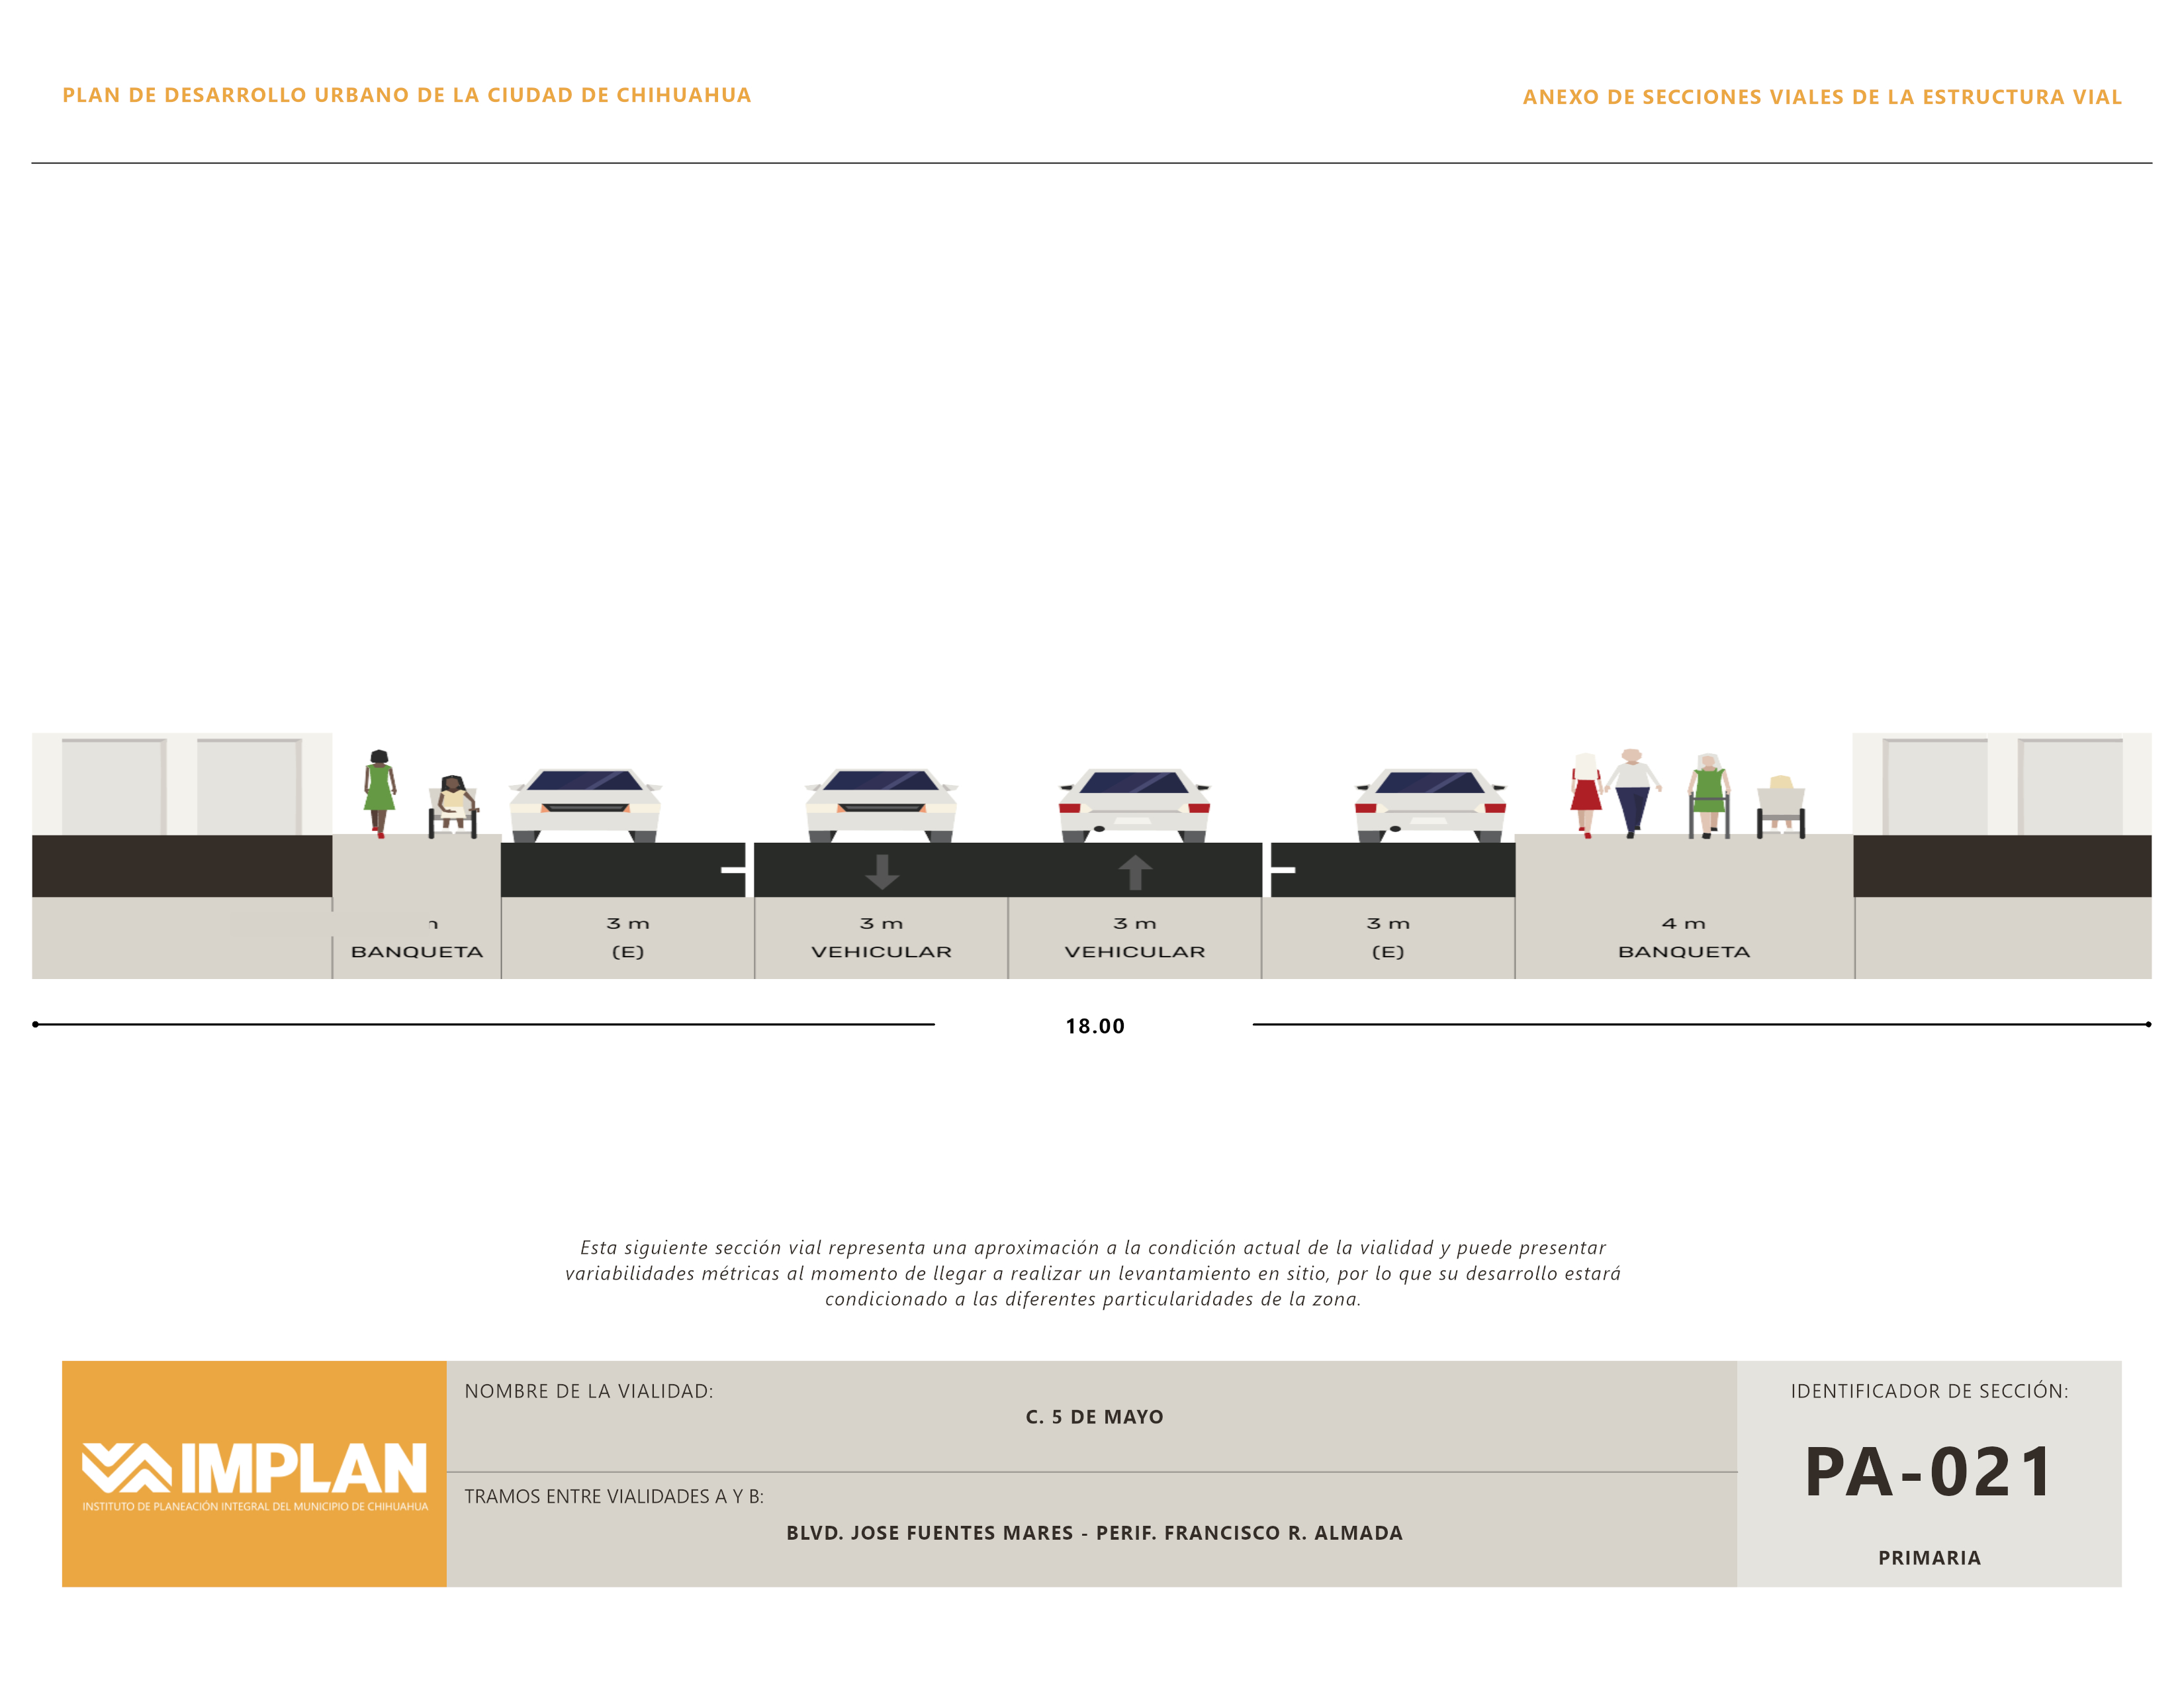 PLAN DE DESARROLLO URBANO DE LA CIUDAD DE CHIHUAHUA
ANEXO DE SECCIONES VIALES DE LA ESTRUCTURA VIAL
3 m
3 m
3 m
3 m
4 m
BANQUETA
(E)
VEHICULAR
VEHICULAR
(E)
BANQUETA
18.00
Esta siguiente sección vial representa una aproximación a la condición actual de la vialidad y puede presentar
variabilidades métricas al momento de llegar a realizar un levantamiento en sitio, por lo que su desarrollo estará
condicionado a las diferentes particularidades de la zona.
IMPLAN
INSTITUTO DE PLANEACIÓN INTEGRAL DEL MUNICIPIO DE CHIHUAHUA
NOMBRE DE LA VIALIDAD:
C. 5 DE MAYO
TRAMOS ENTRE VIALIDADES A Y B:
BLVD. JOSE FUENTES MARES - PERIF. FRANCISCO R. ALMADA
IDENTIFICADOR DE SECCIÓN:
PA-021
PRIMARIA